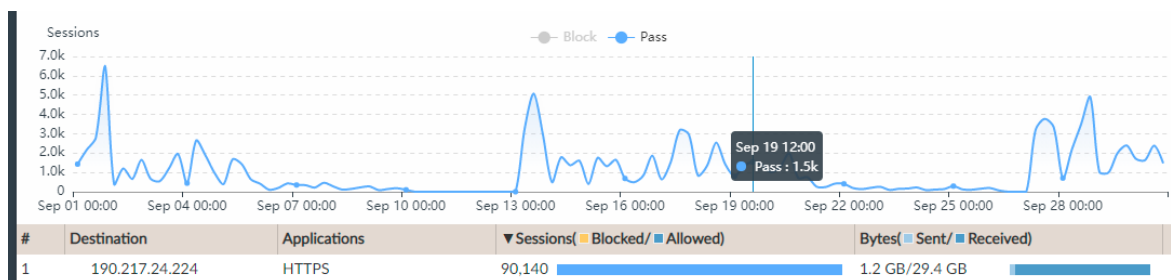 Sessions
Block Pass
7.0k
6.0k
5.0k
4.0k
3.0k
2.0k
1.0k
0
Sep 19 12:00
Pass : 1.5k
Sep 01 00:00 Sep 04 00:00 Sep 07 00:00 Sep 10 00:00 Sep 13 00:00 Sep 16 00:00 Sep 19 00:00 Sep 22 00:00 Sep 25 00:00 Sep 28 00:00
# Destination Applications ▼Sessions( Blocked/ Allowed) Bytes( Sent/ Received)
1 190.217.24.224 HTTPS 90,140 1.2 GB/29.4 GB